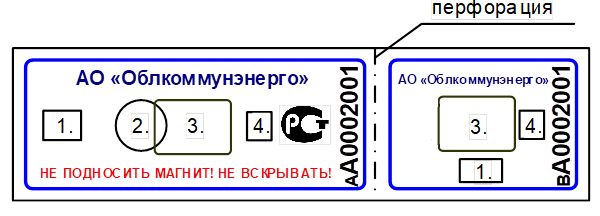 перфорация
АО «Облкоммунэнерго»
1. 2. 3. 4. РСТ
НЕ ПОДНОСИТЬ МАГНИТ! НЕ ВСКРЫВАТЬ!
АА0002001
АО «Облкоммунэнерго»
3. 4.
1.
ВА0002001